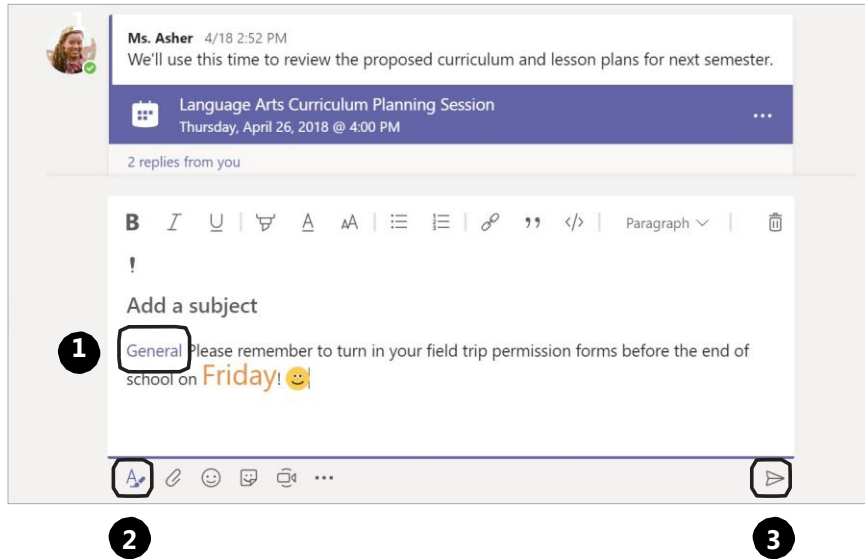 Ms. Asher 4/18 2:52 PM
We'll use this time to review the proposed curriculum and lesson plans for next semester.
Language Arts Curriculum Planning Session
Thursday, April 26, 2018 @ 4:00 PM
2 replies from you
B I U A AA </> Paragraph
!
Add a subject
1
General Please remember to turn in your field trip permission forms before the end of
school on Friday!
2
3